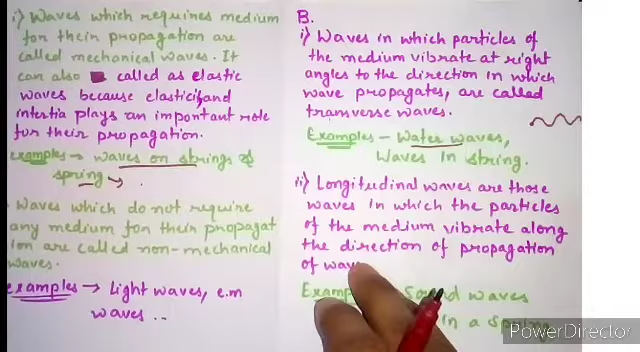 i) Waves which requires medium
for their propagation are
called mechanical waves. It
can also called as elastic
waves because elasticity and
intertia plays an important role
for their propagation.
examples → waves on strings of
spring →
Waves which do not require
any medium for their propagat
ion are called non-mechanical
waves.
examples → Light waves, e.m
waves ..
B.
i) Waves in which particles of
the medium vibrate at right
angles to the direction in which
wave propagates, are called
transverse waves.
Examples - Water waves,
Waves in string.
ii) Longitudinal waves are those
waves in which the particles
of the medium vibrate along
the direction of propagation
of wav
Examp Sound waves
in a spring
PowerDirector